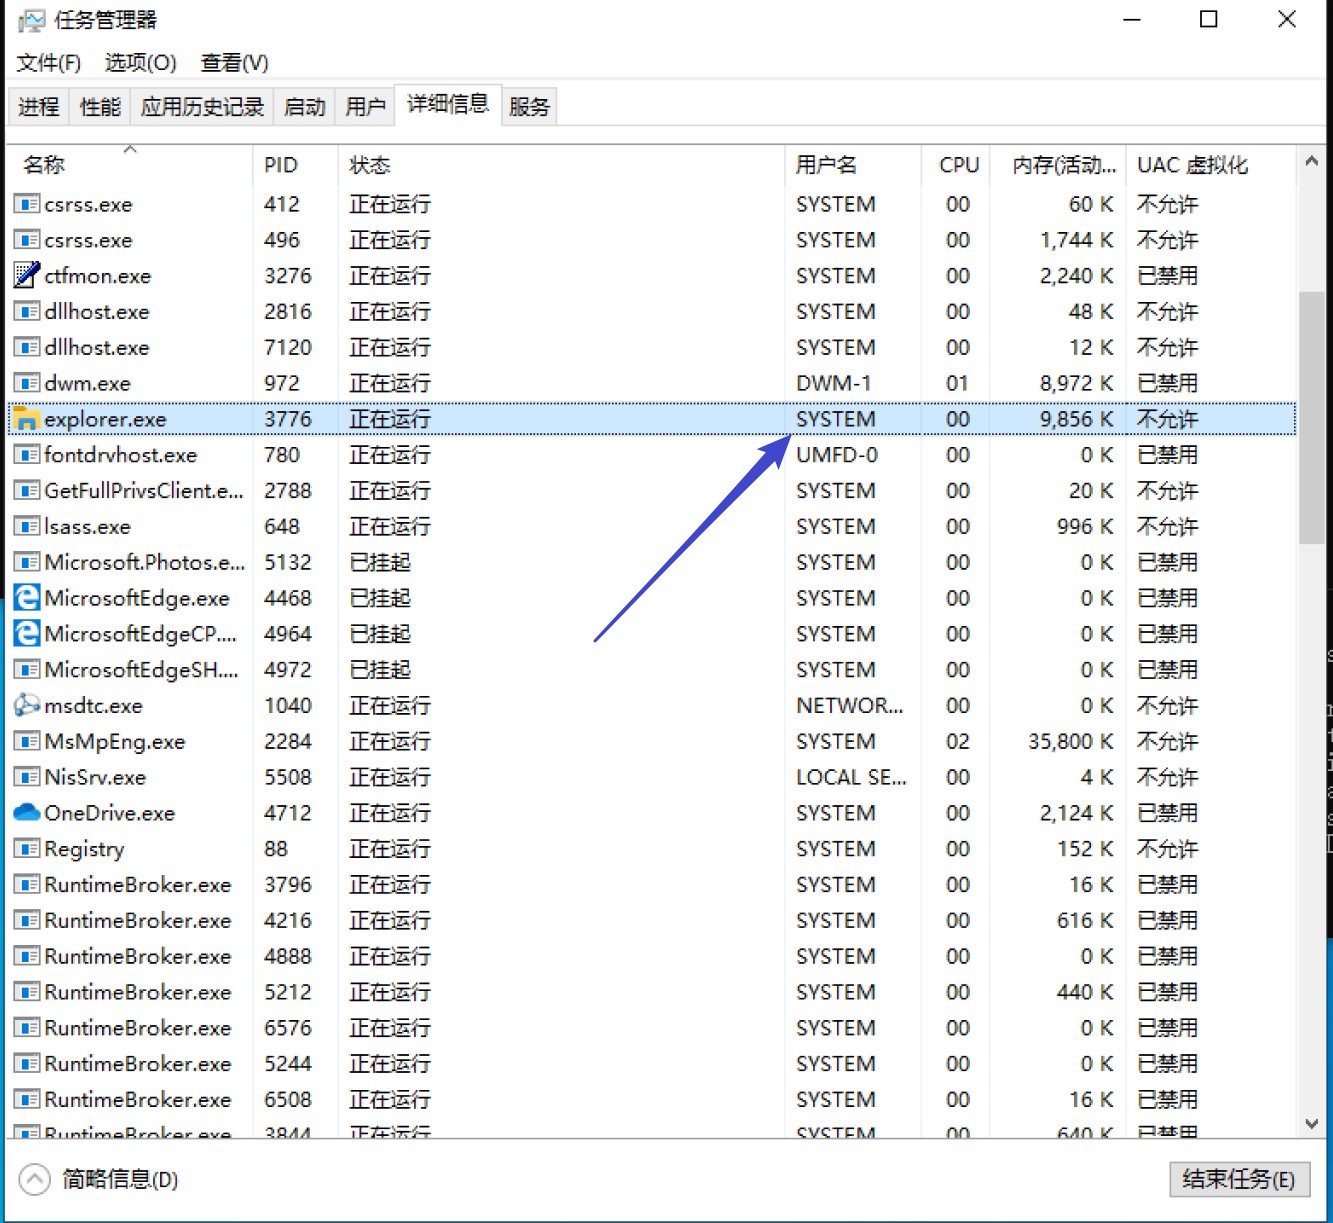 任务管理器
文件(F) 选项(O) 查看(V)
进程 性能 应用历史记录 启动 用户 详细信息 服务
名称 PID 状态 用户名 CPU 内存(活动... UAC 虚拟化
csrss.exe 412 正在运行 SYSTEM 00 60 K 不允许
csrss.exe 496 正在运行 SYSTEM 00 1,744 K 不允许
ctfmon.exe 3276 正在运行 SYSTEM 00 2,240 K 已禁用
dllhost.exe 2816 正在运行 SYSTEM 00 48 K 不允许
dllhost.exe 7120 正在运行 SYSTEM 00 12 K 不允许
dwm.exe 972 正在运行 DWM-1 01 8,972 K 已禁用
explorer.exe 3776 正在运行 SYSTEM 00 9,856 K 不允许
fontdrvhost.exe 780 正在运行 UMFD-0 00 0 K 已禁用
GetFullPrivsClient.e... 2788 正在运行 SYSTEM 00 20 K 不允许
lsass.exe 648 正在运行 SYSTEM 00 996 K 不允许
Microsoft.Photos.e... 5132 已挂起 SYSTEM 00 0 K 已禁用
MicrosoftEdge.exe 4468 已挂起 SYSTEM 00 0 K 已禁用
MicrosoftEdgeCP.... 4964 已挂起 SYSTEM 00 0 K 已禁用
MicrosoftEdgeSH.... 4972 已挂起 SYSTEM 00 0 K 已禁用
msdtc.exe 1040 正在运行 NETWOR... 00 0 K 不允许
MsMpEng.exe 2284 正在运行 SYSTEM 02 35,800 K 不允许
NisSrv.exe 5508 正在运行 LOCAL SE... 00 4 K 不允许
OneDrive.exe 4712 正在运行 SYSTEM 00 2,124 K 已禁用
Registry 88 正在运行 SYSTEM 00 152 K 不允许
RuntimeBroker.exe 3796 正在运行 SYSTEM 00 16 K 已禁用
RuntimeBroker.exe 4216 正在运行 SYSTEM 00 616 K 已禁用
RuntimeBroker.exe 4888 正在运行 SYSTEM 00 0 K 已禁用
RuntimeBroker.exe 5212 正在运行 SYSTEM 00 440 K 已禁用
RuntimeBroker.exe 6576 正在运行 SYSTEM 00 0 K 已禁用
RuntimeBroker.exe 5244 正在运行 SYSTEM 00 0 K 已禁用
RuntimeBroker.exe 6508 正在运行 SYSTEM 00 16 K 已禁用
RuntimeBroker.exe 3844 正在运行 SYSTEM 00 640 K 已禁用
简略信息(D) 结束任务(E)